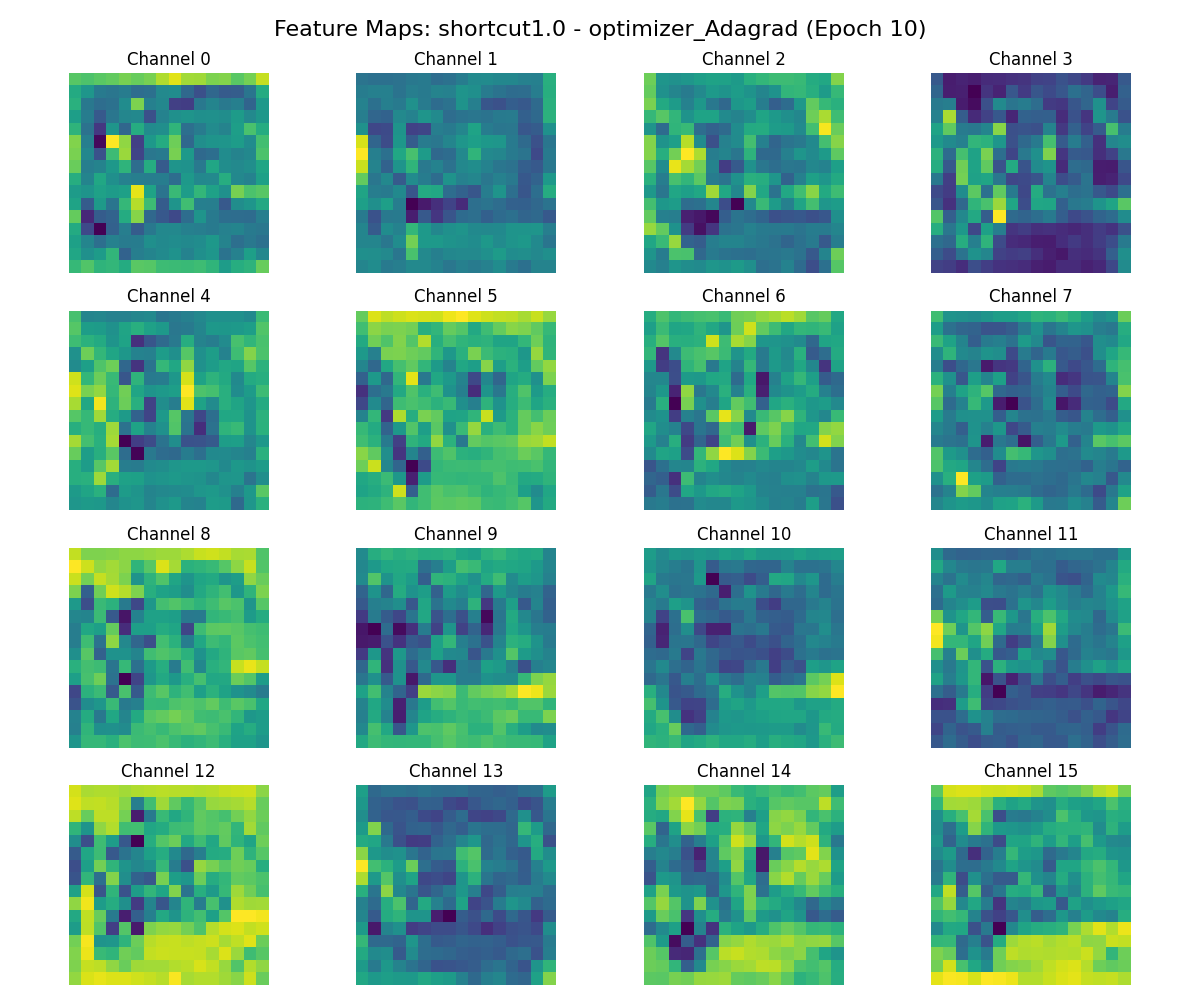 Feature Maps: shortcut1.0 - optimizer_Adagrad (Epoch 10)
Channel 0 Channel 1 Channel 2 Channel 3
Channel 4 Channel 5 Channel 6 Channel 7
Channel 8 Channel 9 Channel 10 Channel 11
Channel 12 Channel 13 Channel 14 Channel 15